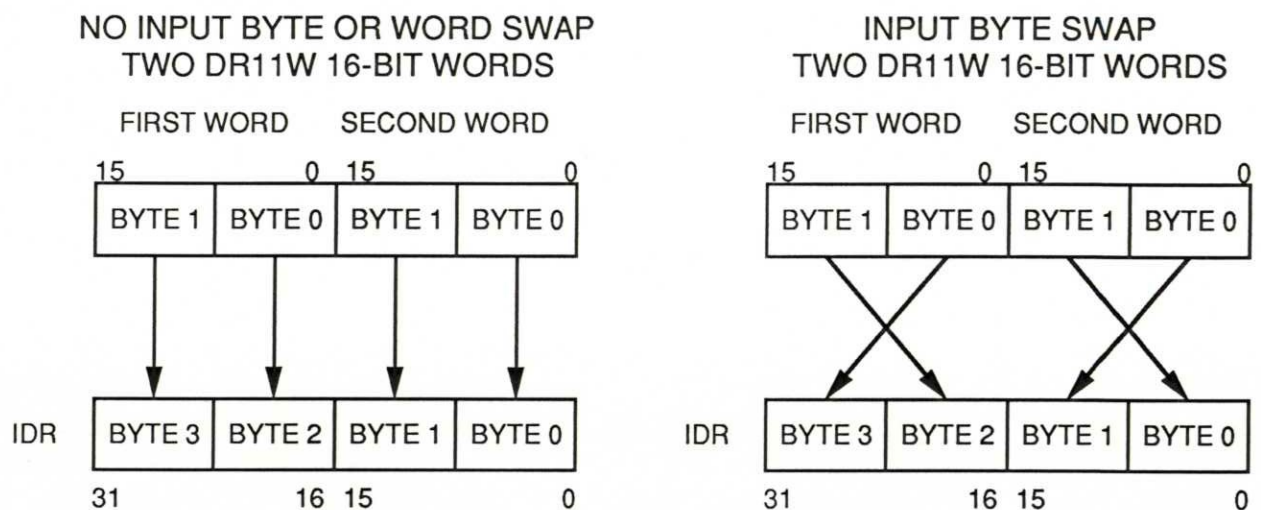 NO INPUT BYTE OR WORD SWAP
TWO DR11W 16-BIT WORDS
FIRST WORD SECOND WORD
15 0 15 0
BYTE 1 BYTE 0 BYTE 1 BYTE 0
IDR BYTE 3 BYTE 2 BYTE 1 BYTE 0
31 16 15 0
INPUT BYTE SWAP
TWO DR11W 16-BIT WORDS
FIRST WORD SECOND WORD
15 0 15 0
BYTE 1 BYTE 0 BYTE 1 BYTE 0
IDR BYTE 3 BYTE 2 BYTE 1 BYTE 0
31 16 15 0